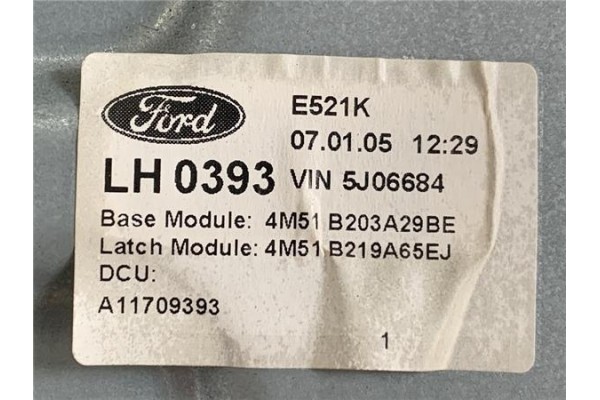 Ford
E521K
07.01.05 12:29
LH 0393 VIN 5J06684
Base Module: 4M51 B203A29BE
Latch Module: 4M51 B219A65EJ
DCU:
A11709393
1